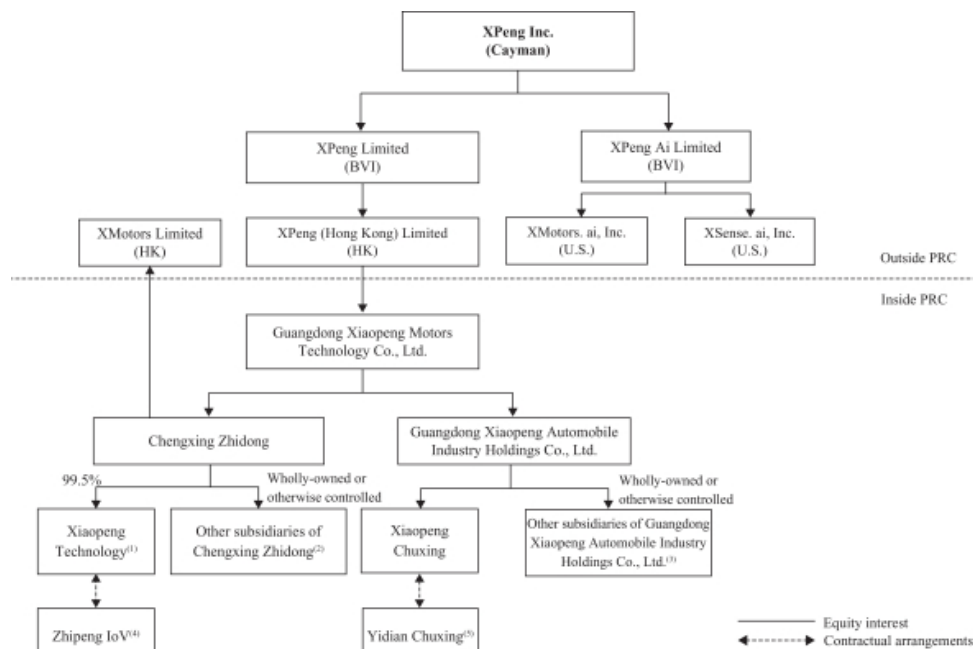 XPeng Inc.
(Cayman)
XPeng Limited
(BVI)
XPeng Ai Limited
(BVI)
XMotors Limited
(HK)
XPeng (Hong Kong) Limited
(HK)
XMotors. ai, Inc.
(U.S.)
XSense. ai, Inc.
(U.S.)
Outside PRC
Inside PRC
Guangdong Xiaopeng Motors
Technology Co., Ltd.
Chengxing Zhidong
Guangdong Xiaopeng Automobile
Industry Holdings Co., Ltd.
99.5%
Wholly-owned or
otherwise controlled
Wholly-owned or
otherwise controlled
Xiaopeng
Technology(1)
Other subsidiaries of
Chengxing Zhidong(2)
Xiaopeng
Chuxing
Other subsidiaries of Guangdong
Xiaopeng Automobile Industry
Holdings Co., Ltd.(3)
Zhipeng IoV(4)
Yidian Chuxing(5)
Equity interest
Contractual arrangements